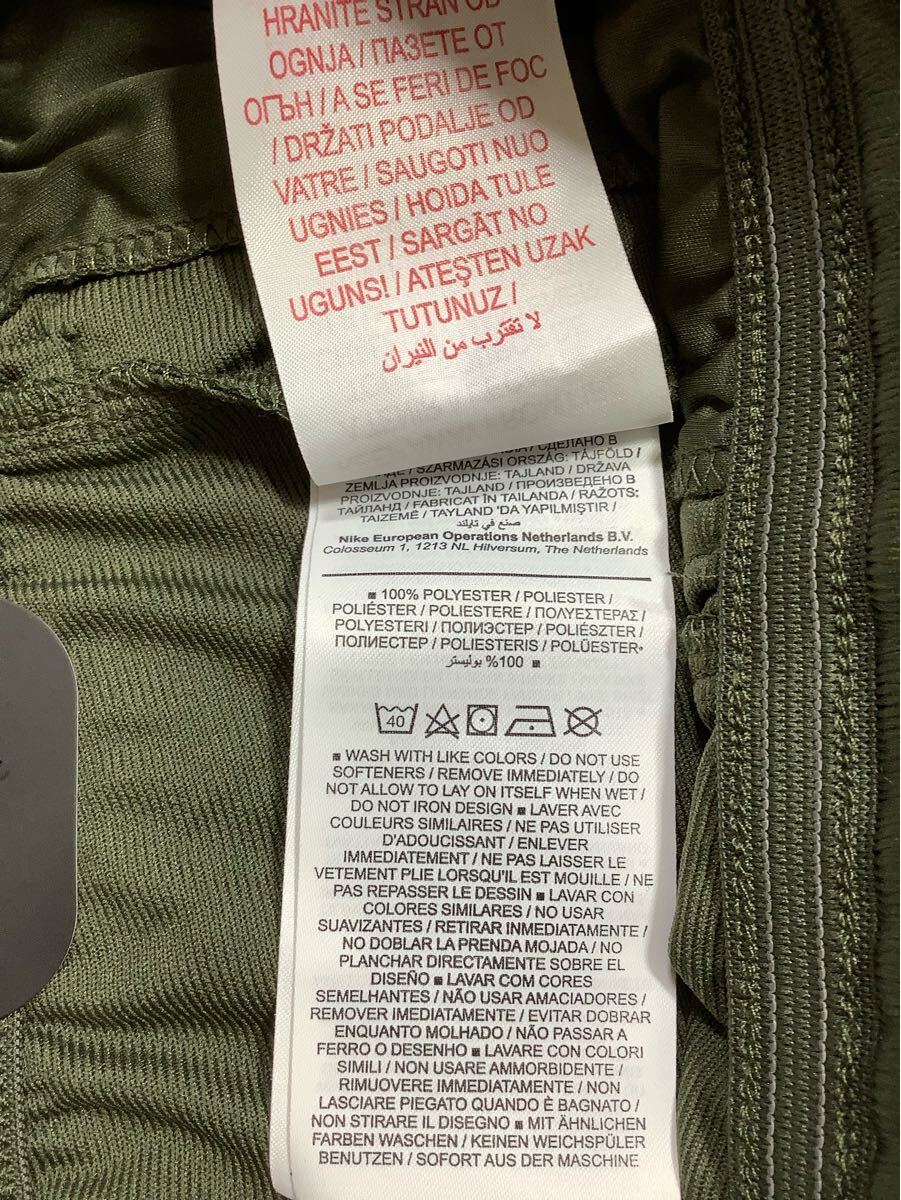 HRANITE STRAN OD
OGNJA / ПАЗЕТЕ ОТ
ОГЪН / A SE FERI DE FOC
/ DRŽATI PODALJE OD
VATRE / SAUGOTI NUO
UGNIES / HOIDA TULE
EEST / SARGĀT NO
UGUNS! / ATEŞTEN UZAK
TUTUNUZ /
لا تقترب من النيران
СДЕЛАНО В
/ SZÁRMAZÁSI ORSZÁG: TÁJFÖLD /
ZEMLJA PROIZVODNJE: TAJLAND / DRŽAVA
PROIZVODNJE: TAJLAND / ПРОИЗВЕДЕНО В
ТАЙЛАНД / FABRICAT ÎN TAILANDA / RAŽOTS:
TAIZEMĒ / TAYLAND 'DA YAPILMIŞTIR /
صنع في تايلند
Nike European Operations Netherlands B.V.
Colosseum 1, 1213 NL Hilversum, The Netherlands
■ 100% POLYESTER / POLIESTER /
POLIÉSTER / POLIESTERE / ΠΟΛΥΕΣΤΕΡΑΣ /
POLYESTERI / ПОЛИЭСТЕР / POLIÉSZTER /
ПОЛИЕСТЕР / POLIESTERIS / POLÜESTER•
100% بوليستر ■
40
■ WASH WITH LIKE COLORS / DO NOT USE
SOFTENERS / REMOVE IMMEDIATELY / DO
NOT ALLOW TO LAY ON ITSELF WHEN WET /
DO NOT IRON DESIGN ■ LAVER AVEC
COULEURS SIMILAIRES / NE PAS UTILISER
D'ADOUCISSANT / ENLEVER
IMMEDIATEMENT / NE PAS LAISSER LE
VETEMENT PLIE LORSQU'IL EST MOUILLE / NE
PAS REPASSER LE DESSIN ■ LAVAR CON
COLORES SIMILARES / NO USAR
SUAVIZANTES / RETIRAR INMEDIATAMENTE /
NO DOBLAR LA PRENDA MOJADA / NO
PLANCHAR DIRECTAMENTE SOBRE EL
DISEÑO ■ LAVAR COM CORES
SEMELHANTES / NÃO USAR AMACIADORES /
REMOVER IMEDIATAMENTE / EVITAR DOBRAR
ENQUANTO MOLHADO / NÃO PASSAR A
FERRO O DESENHO ■ LAVARE CON COLORI
SIMILI / NON USARE AMMORBIDENTE /
RIMUOVERE IMMEDIATAMENTE / NON
LASCIARE PIEGATO QUANDO È BAGNATO /
NON STIRARE IL DISEGNO ■ MIT ÄHNLICHEN
FARBEN WASCHEN / KEINEN WEICHSPÜLER
BENUTZEN / SOFORT AUS DER MASCHINE